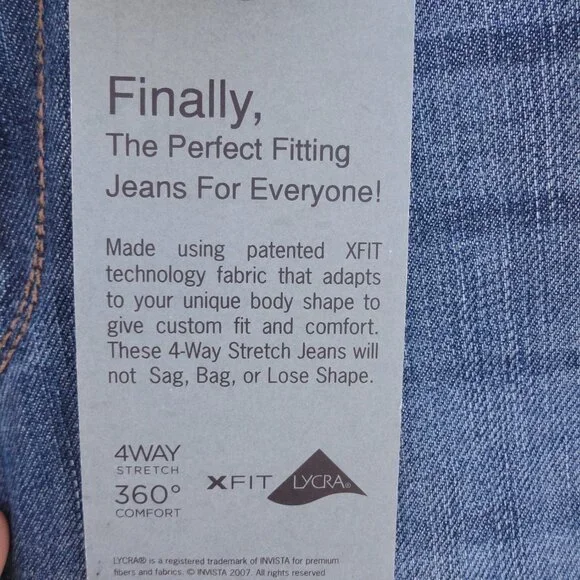 Finally,
The Perfect Fitting
Jeans For Everyone!
Made using patented XFIT
technology fabric that adapts
to your unique body shape to
give custom fit and comfort.
These 4-Way Stretch Jeans will
not Sag, Bag, or Lose Shape.
4WAY
STRETCH
360°
COMFORT
XFIT LYCRA®
LYCRA® is a registered trademark of INVISTA for premium
fibers and fabrics. © INVISTA 2007. All rights reserved